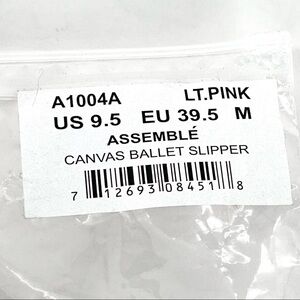 A1004A LT.PINK
US 9.5 EU 39.5 M
ASSEMBLÉ
CANVAS BALLET SLIPPER
7 12693 08451 8